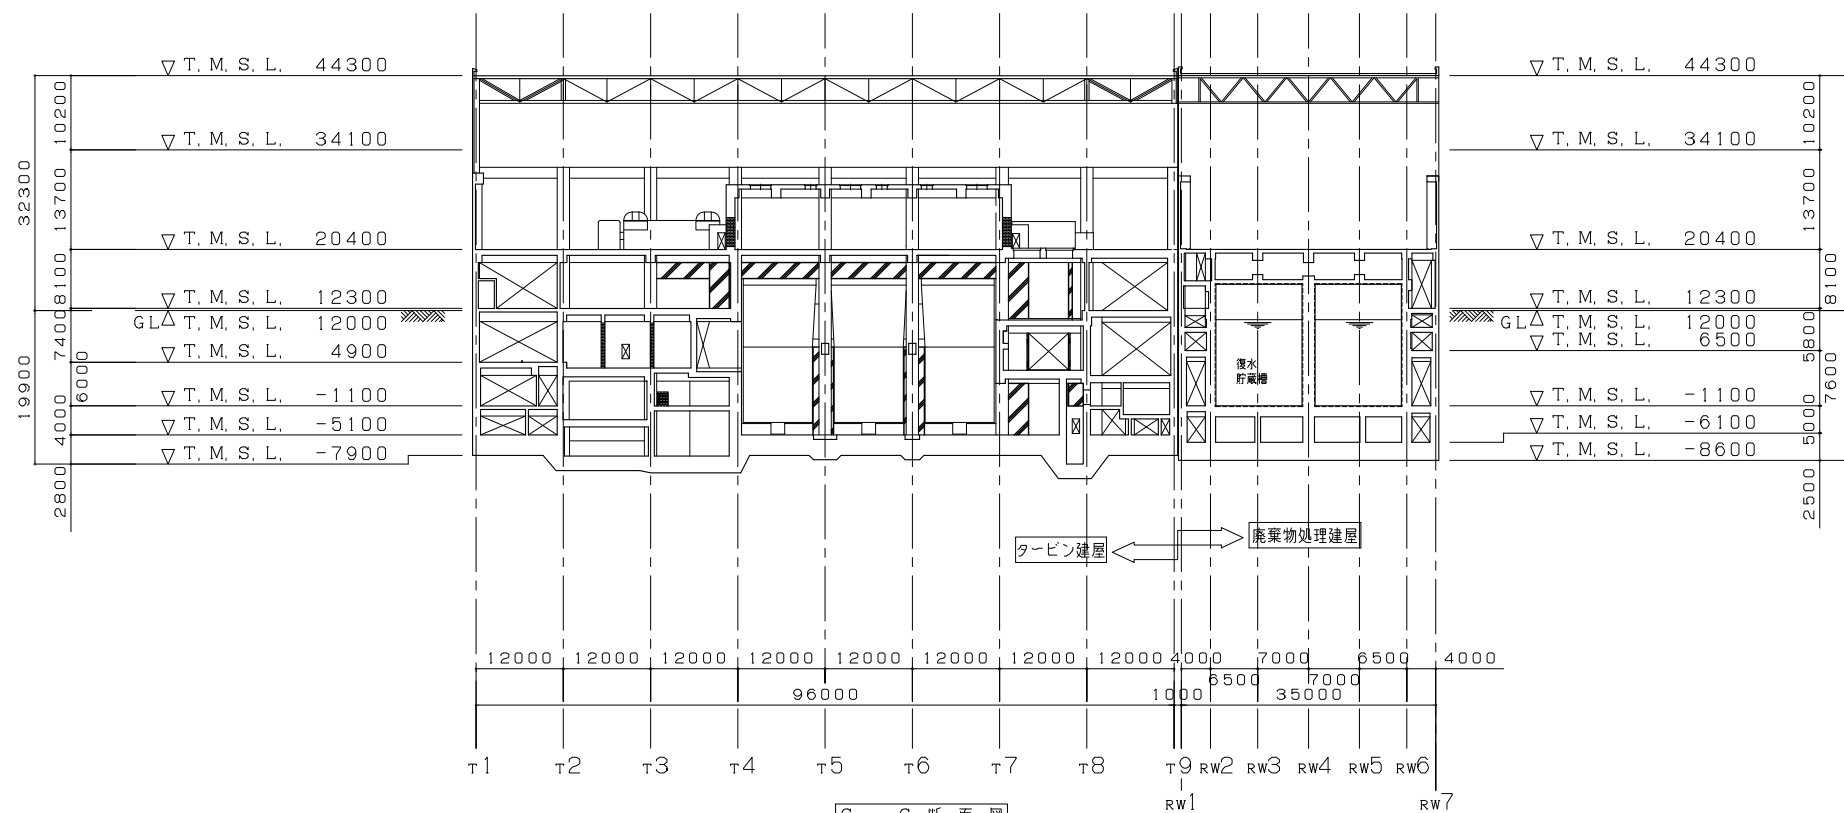 T.M.S.L. 44300
T.M.S.L. 34100
T.M.S.L. 20400
T.M.S.L. 12300
GL T.M.S.L. 12000
T.M.S.L. 4900
T.M.S.L. -1100
T.M.S.L. -5100
T.M.S.L. -7900
32300
19900
10200
13700
8100
7400
6000
4000
2800
T.M.S.L. 44300
T.M.S.L. 34100
T.M.S.L. 20400
T.M.S.L. 12300
GL T.M.S.L. 12000
T.M.S.L. 6500
T.M.S.L. -1100
T.M.S.L. -6100
T.M.S.L. -8600
10200
13700
8100
5800
7600
5000
2500
復水
貯蔵槽
タービン建屋
廃棄物処理建屋
12000 12000 12000 12000 12000 12000 12000 12000 4000 7000 6500 4000
6500 7000
96000 1000 35000
T1 T2 T3 T4 T5 T6 T7 T8 T9 RW2 RW3 RW4 RW5 RW6
RW1 RW7